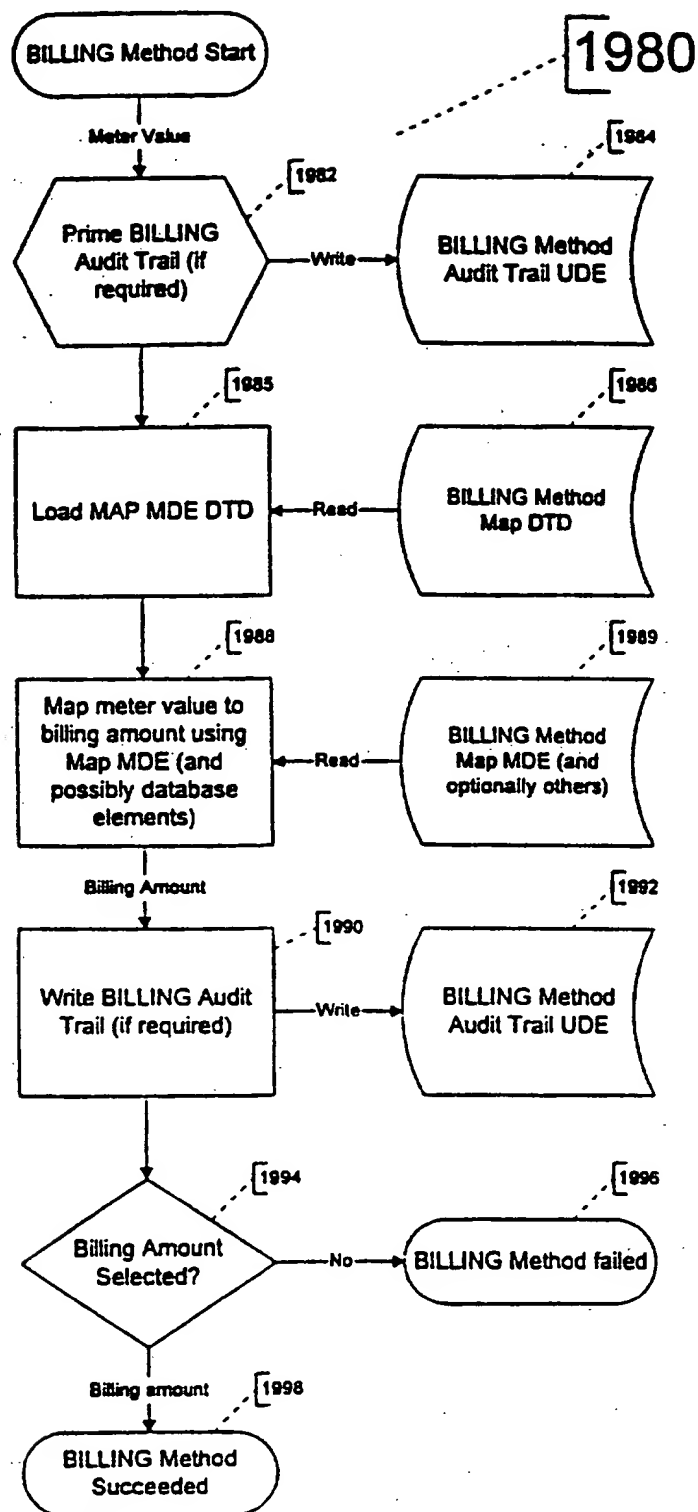 BILLING Method Start
1980
Meter Value
1982
1984
Prime BILLING
Audit Trail (if
required)
Write
BILLING Method
Audit Trail UDE
1985
1986
Load MAP MDE DTD
Read
BILLING Method
Map DTD
1988
1989
Map meter value to
billing amount using
Map MDE (and
possibly database
elements)
Read
BILLING Method
Map MDE (and
optionally others)
Billing Amount
1990
1992
Write BILLING Audit
Trail (if required)
Write
BILLING Method
Audit Trail UDE
1994
1996
Billing Amount
Selected?
No
BILLING Method failed
Billing amount
1998
BILLING Method
Succeeded